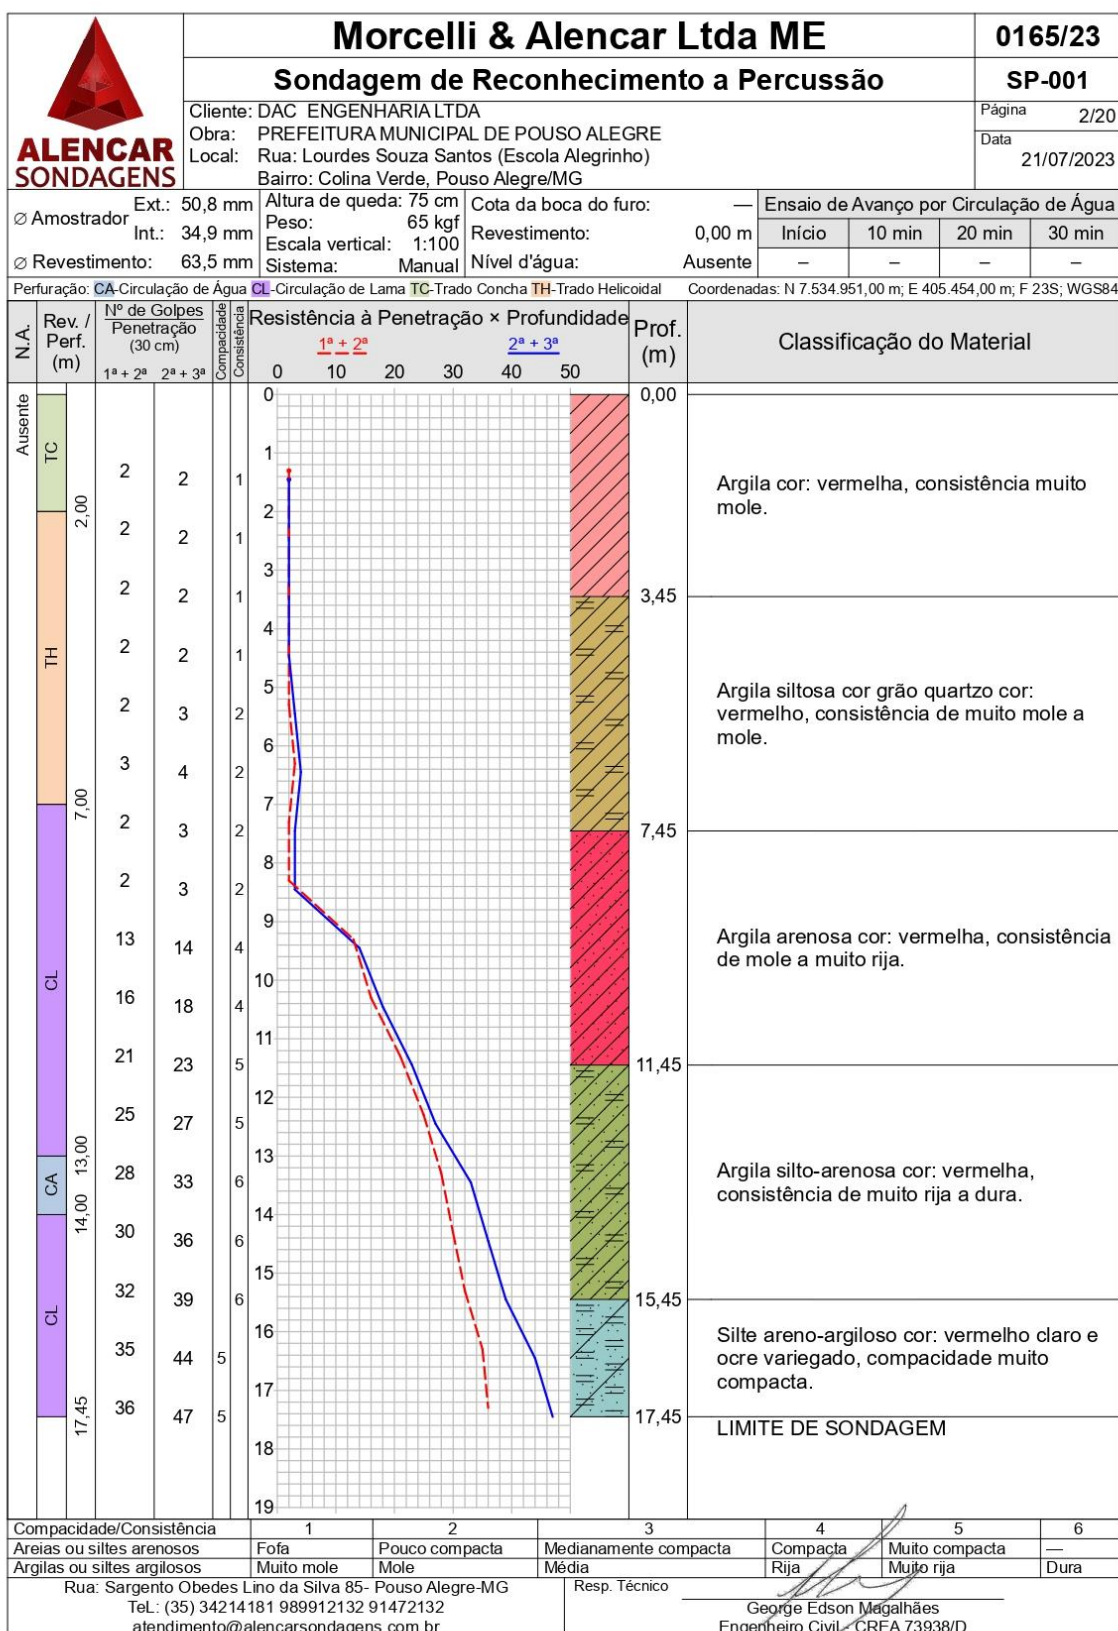 ALENCAR
SONDAGENS
Morcelli & Alencar Ltda ME
0165/23
Sondagem de Reconhecimento a Percussão
SP-001
Cliente: DAC ENGENHARIA LTDA
Obra: PREFEITURA MUNICIPAL DE POUSO ALEGRE
Local: Rua: Lourdes Souza Santos (Escola Alegrinho)
Bairro: Colina Verde, Pouso Alegre/MG
Página 2/20
Data
21/07/2023
Ø Amostrador Ext.: 50,8 mm
Int.: 34,9 mm
Ø Revestimento: 63,5 mm
Altura de queda: 75 cm
Peso: 65 kgf
Escala vertical: 1:100
Sistema: Manual
Cota da boca do furo: —
Revestimento: 0,00 m
Nível d'água: Ausente
Ensaio de Avanço por Circulação de Água
Início 10 min 20 min 30 min
– – – –
Perfuração: CA-Circulação de Água CL-Circulação de Lama TC-Trado Concha TH-Trado Helicoidal Coordenadas: N 7.534.951,00 m; E 405.454,00 m; F 23S; WGS84
N.A.
Rev. /
Perf.
(m)
Nº de Golpes
Penetração
(30 cm)
1ª + 2ª 2ª + 3ª
Compacidade
Consistência
Resistência à Penetração × Profundidade
1ª + 2ª 2ª + 3ª
0 10 20 30 40 50
Prof.
(m)
Classificação do Material
Ausente
TC
2,00
TH
7,00
CL
13,00
CA
14,00
CL
17,45
2 2 1
2 2 1
2 2 1
2 2 1
2 3 2
3 4 2
2 3 2
2 3 2
13 14 4
16 18 4
21 23 5
25 27 5
28 33 6
30 36 6
32 39 6
35 44 5
36 47 5
0
1
2
3
4
5
6
7
8
9
10
11
12
13
14
15
16
17
18
19
0,00
Argila cor: vermelha, consistência muito
mole.
3,45
Argila siltosa cor grão quartzo cor:
vermelho, consistência de muito mole a
mole.
7,45
Argila arenosa cor: vermelha, consistência
de mole a muito rija.
11,45
Argila silto-arenosa cor: vermelha,
consistência de muito rija a dura.
15,45
Silte areno-argiloso cor: vermelho claro e
ocre variegado, compacidade muito
compacta.
17,45
LIMITE DE SONDAGEM
Compacidade/Consistência 1 2 3 4 5 6
Areias ou siltes arenosos Fofa Pouco compacta Medianamente compacta Compacta Muito compacta —
Argilas ou siltes argilosos Muito mole Mole Média Rija Muito rija Dura
Rua: Sargento Obedes Lino da Silva 85- Pouso Alegre-MG
TeL: (35) 34214181 989912132 91472132
atendimento@alencarsondagens.com.br
Resp. Técnico
George Edson Magalhães
Engenheiro Civil - CREA 73938/D